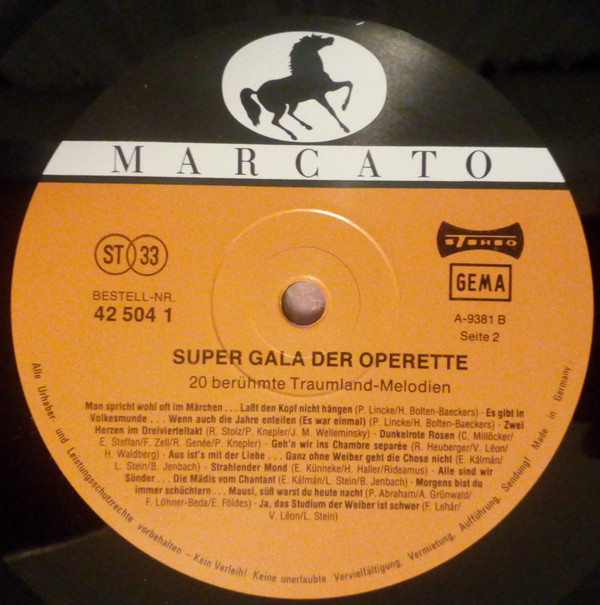 MARCATO
ST 33
STEREO
GEMA
BESTELL-NR.
42 504 1
A-9381 B
Seite 2
SUPER GALA DER OPERETTE
20 berühmte Traumland-Melodien
Man spricht wohl oft im Märchen . . . Laßt den Kopf nicht hängen (P. Lincke/H. Bolten-Baeckers) · Es gibt in
Volkesmunde . . . Wenn auch die Jahre enteilen (Es war einmal) (P. Lincke/H. Bolten-Baeckers) · Zwei
Herzen im Dreivierteltakt (R. Stolz/P. Knepler/J. M. Welleminsky) · Dunkelrote Rosen (C. Millöcker/
E. Steffan/F. Zell/R. Genée/P. Knepler) · Geh'n wir ins Chambre separée (R. Heuberger/V. Léon/
H. Waldberg) · Aus ist's mit der Liebe . . . Ganz ohne Weiber geht die Chose nicht (E. Kálmán/
L. Stein/B. Jenbach) · Strahlender Mond (E. Künneke/H. Haller/Rideamus) · Alle sind wir
Sünder . . . Die Mädis vom Chantant (E. Kálmán/L. Stein/B. Jenbach) · Morgens bist du
immer schüchtern . . . Mausi, süß warst du heute nacht (P. Abraham/A. Grünwald/
F. Löhner-Beda/E. Földes) · Ja, das Studium der Weiber ist schwer (F. Lehár/
V. Léon/L. Stein)
Alle Urheber- und Leistungsschutzrechte vorbehalten – Kein Verleih! Keine unerlaubte Vervielfältigung, Vermietung, Aufführung, Sendung! Made in Germany